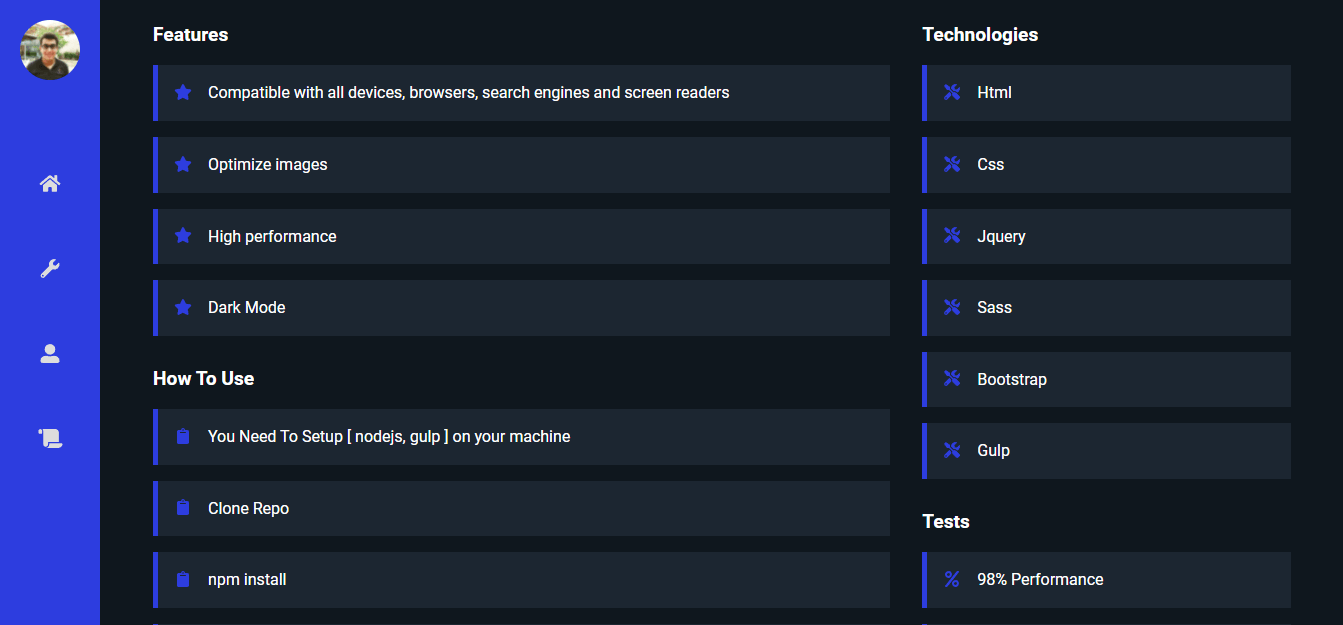 Features
Compatible with all devices, browsers, search engines and screen readers
Optimize images
High performance
Dark Mode
How To Use
You Need To Setup [ nodejs, gulp ] on your machine
Clone Repo
npm install
Technologies
Html
Css
Jquery
Sass
Bootstrap
Gulp
Tests
98% Performance